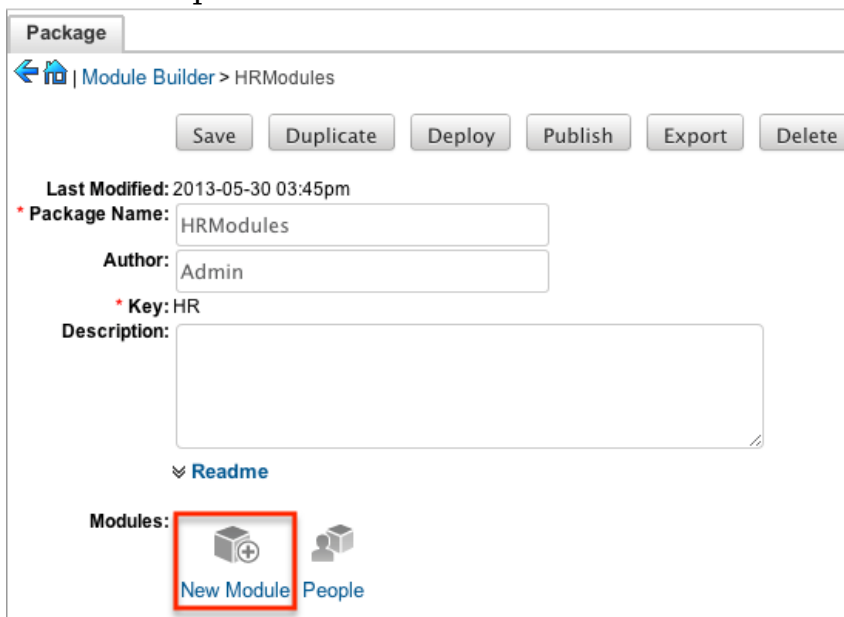 Package
| Module Builder > HRModules
Save Duplicate Deploy Publish Export Delete
Last Modified: 2013-05-30 03:45pm
* Package Name: HRModules
Author: Admin
* Key: HR
Description:
Readme
Modules:
New Module People